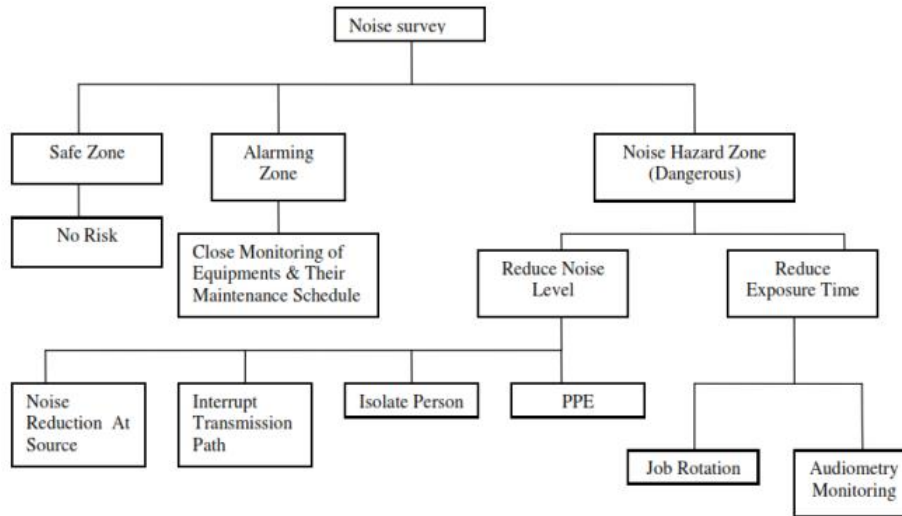 Noise survey
Safe Zone
Alarming
Zone
Noise Hazard Zone
(Dangerous)
No Risk
Close Monitoring of
Equipments & Their
Maintenance Schedule
Reduce Noise
Level
Reduce
Exposure Time
Noise
Reduction At
Source
Interrupt
Transmission
Path
Isolate Person
PPE
Job Rotation
Audiometry
Monitoring